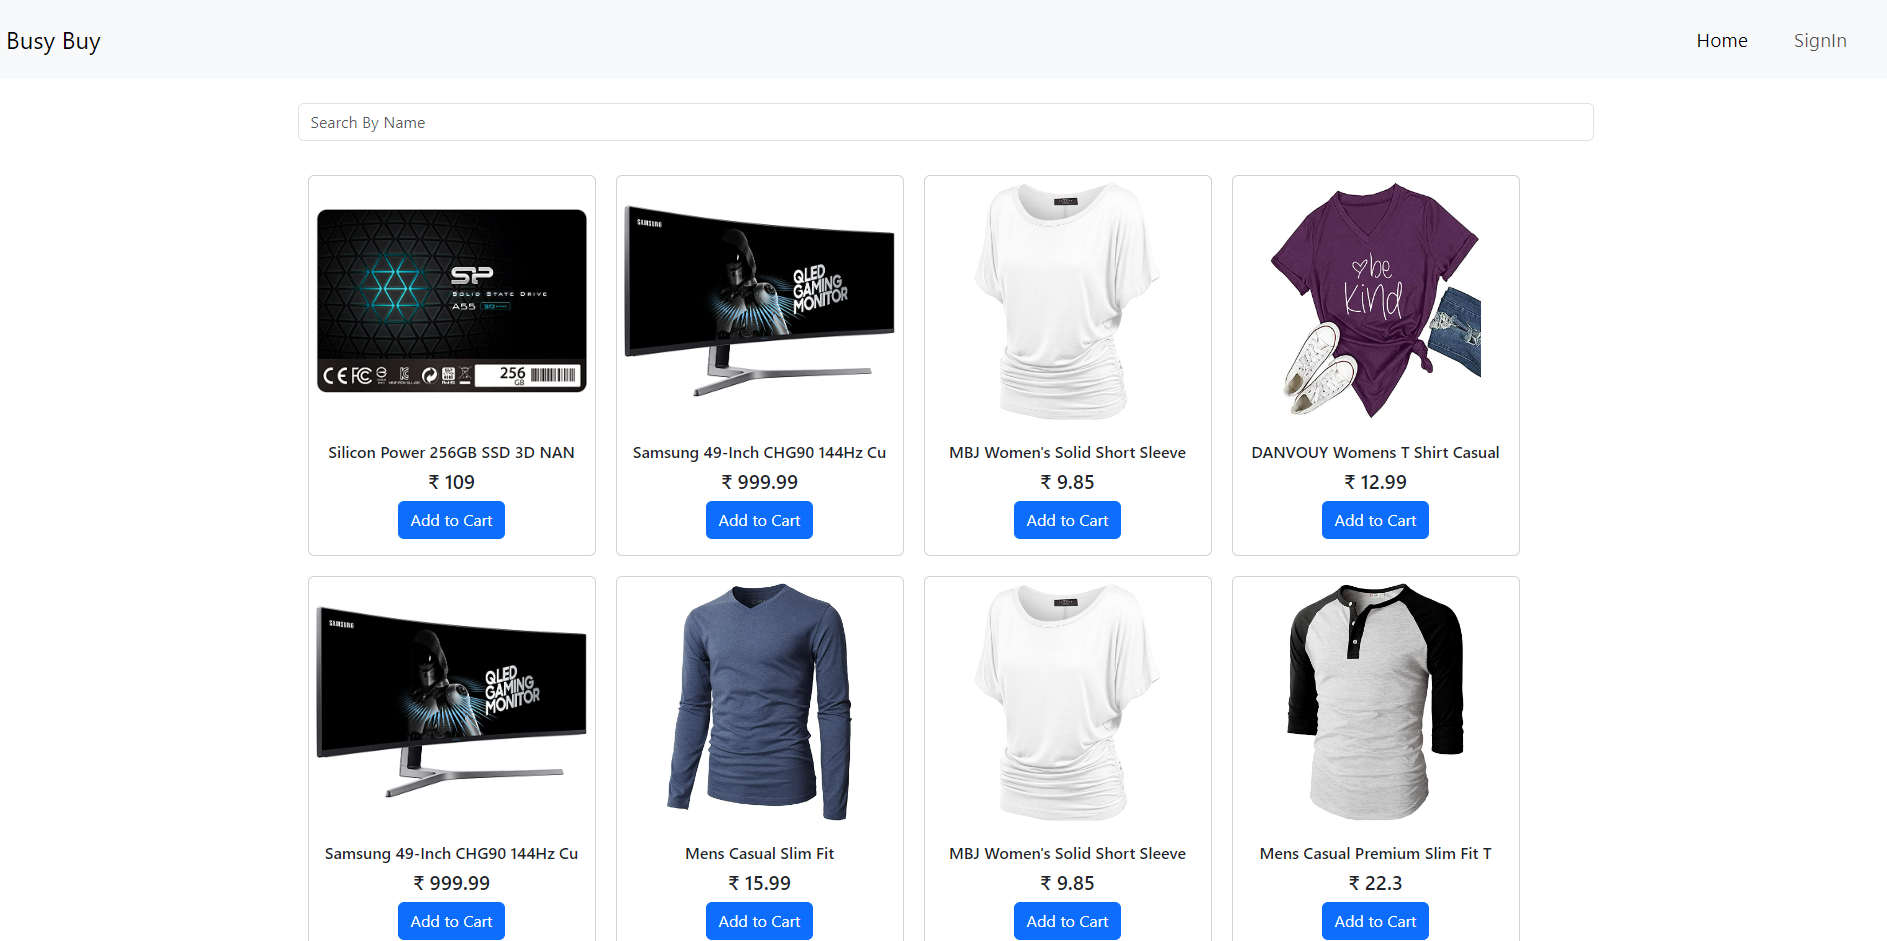 Busy Buy
Home
SignIn
Search By Name
SP
SOLID STATE DRIVE
A55
256
GB
SAMSUNG
QLED
GAMING
MONITOR
be
kind
Silicon Power 256GB SSD 3D NAN
Samsung 49-Inch CHG90 144Hz Cu
MBJ Women's Solid Short Sleeve
DANVOUY Womens T Shirt Casual
₹ 109
₹ 999.99
₹ 9.85
₹ 12.99
Add to Cart
Add to Cart
Add to Cart
Add to Cart
SAMSUNG
QLED
GAMING
MONITOR
Samsung 49-Inch CHG90 144Hz Cu
Mens Casual Slim Fit
MBJ Women's Solid Short Sleeve
Mens Casual Premium Slim Fit T
₹ 999.99
₹ 15.99
₹ 9.85
₹ 22.3
Add to Cart
Add to Cart
Add to Cart
Add to Cart